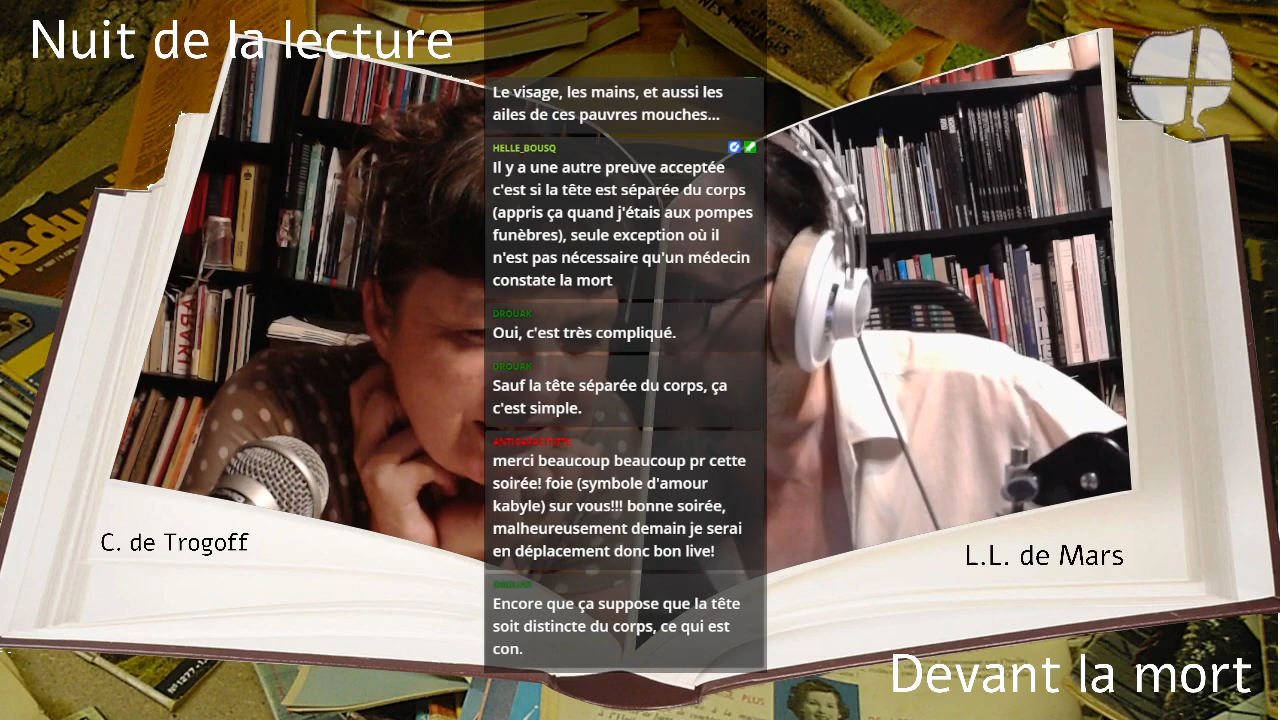 Nuit de la lecture
Le visage, les mains, et aussi les
ailes de ces pauvres mouches...
HELLE_BOUSQ
Il y a une autre preuve acceptée
c'est si la tête est séparée du corps
(appris ça quand j'étais aux pompes
funèbres), seule exception où il
n'est pas nécessaire qu'un médecin
constate la mort
DROUAK
Oui, c'est très compliqué.
DROUAK
Sauf la tête séparée du corps, ça
c'est simple.
merci beaucoup beaucoup pr cette
soirée! foie (symbole d'amour
kabyle) sur vous!!! bonne soirée,
malheureusement demain je serai
en déplacement donc bon live!
DROUAK
Encore que ça suppose que la tête
soit distincte du corps, ce qui est
con.
ARAKI
C. de Trogoff
L.L. de Mars
Devant la mort